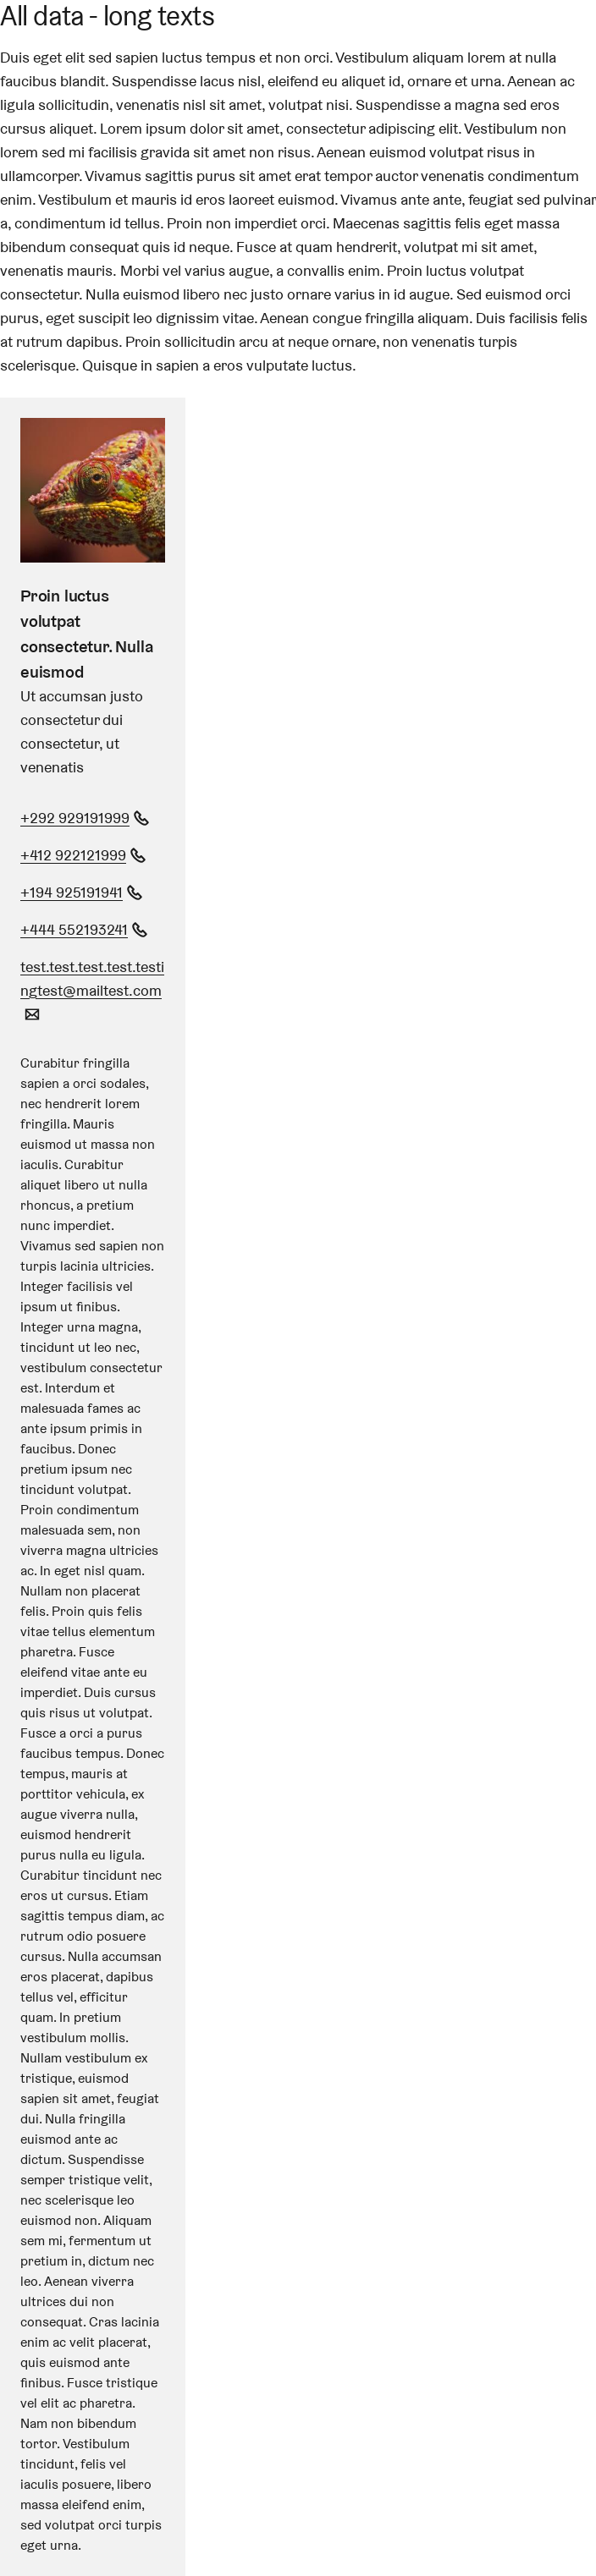 All data - long texts
Duis eget elit sed sapien luctus tempus et non orci. Vestibulum aliquam lorem at nulla
faucibus blandit. Suspendisse lacus nisl, eleifend eu aliquet id, ornare et urna. Aenean ac
ligula sollicitudin, venenatis nisl sit amet, volutpat nisi. Suspendisse a magna sed eros
cursus aliquet. Lorem ipsum dolor sit amet, consectetur adipiscing elit. Vestibulum non
lorem sed mi facilisis gravida sit amet non risus. Aenean euismod volutpat risus in
ullamcorper. Vivamus sagittis purus sit amet erat tempor auctor venenatis condimentum
enim. Vestibulum et mauris id eros laoreet euismod. Vivamus ante ante, feugiat sed pulvinar
a, condimentum id tellus. Proin non imperdiet orci. Maecenas sagittis felis eget massa
bibendum consequat quis id neque. Fusce at quam hendrerit, volutpat mi sit amet,
venenatis mauris. Morbi vel varius augue, a convallis enim. Proin luctus volutpat
consectetur. Nulla euismod libero nec justo ornare varius in id augue. Sed euismod orci
purus, eget suscipit leo dignissim vitae. Aenean congue fringilla aliquam. Duis facilisis felis
at rutrum dapibus. Proin sollicitudin arcu at neque ornare, non venenatis turpis
scelerisque. Quisque in sapien a eros vulputate luctus.
Proin luctus
volutpat
consectetur. Nulla
euismod
Ut accumsan justo
consectetur dui
consectetur, ut
venenatis
+292 929191999
+412 922121999
+194 925191941
+444 552193241
test.test.test.test.testi
ngtest@mailtest.com
Curabitur fringilla
sapien a orci sodales,
nec hendrerit lorem
fringilla. Mauris
euismod ut massa non
iaculis. Curabitur
aliquet libero ut nulla
rhoncus, a pretium
nunc imperdiet.
Vivamus sed sapien non
turpis lacinia ultricies.
Integer facilisis vel
ipsum ut finibus.
Integer urna magna,
tincidunt ut leo nec,
vestibulum consectetur
est. Interdum et
malesuada fames ac
ante ipsum primis in
faucibus. Donec
pretium ipsum nec
tincidunt volutpat.
Proin condimentum
malesuada sem, non
viverra magna ultricies
ac. In eget nisl quam.
Nullam non placerat
felis. Proin quis felis
vitae tellus elementum
pharetra. Fusce
eleifend vitae ante eu
imperdiet. Duis cursus
quis risus ut volutpat.
Fusce a orci a purus
faucibus tempus. Donec
tempus, mauris at
porttitor vehicula, ex
augue viverra nulla,
euismod hendrerit
purus nulla eu ligula.
Curabitur tincidunt nec
eros ut cursus. Etiam
sagittis tempus diam, ac
rutrum odio posuere
cursus. Nulla accumsan
eros placerat, dapibus
tellus vel, efficitur
quam. In pretium
vestibulum mollis.
Nullam vestibulum ex
tristique, euismod
sapien sit amet, feugiat
dui. Nulla fringilla
euismod ante ac
dictum. Suspendisse
semper tristique velit,
nec scelerisque leo
euismod non. Aliquam
sem mi, fermentum ut
pretium in, dictum nec
leo. Aenean viverra
ultrices dui non
consequat. Cras lacinia
enim ac velit placerat,
quis euismod ante
finibus. Fusce tristique
vel elit ac pharetra.
Nam non bibendum
tortor. Vestibulum
tincidunt, felis vel
iaculis posuere, libero
massa eleifend enim,
sed volutpat orci turpis
eget urna.